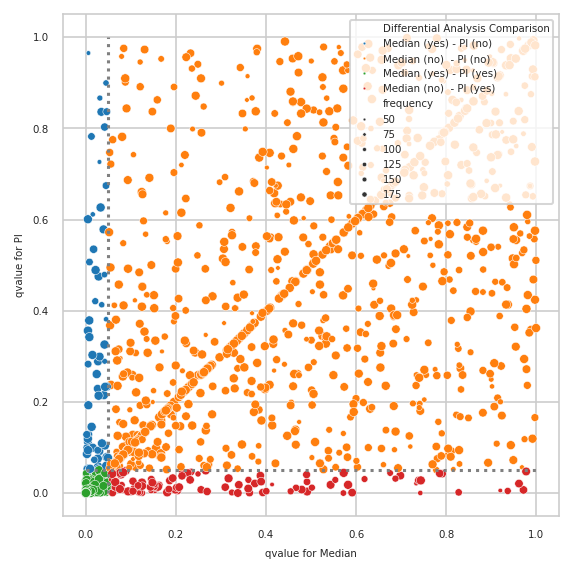 Differential Analysis Comparison
Median (yes) - PI (no)
Median (no)  - PI (no)
Median (yes) - PI (yes)
Median (no)  - PI (yes)
frequency
50
75
100
125
150
175
1.0
0.8
0.6
0.4
0.2
0.0
qvalue for PI
0.0
0.2
0.4
0.6
0.8
1.0
qvalue for Median